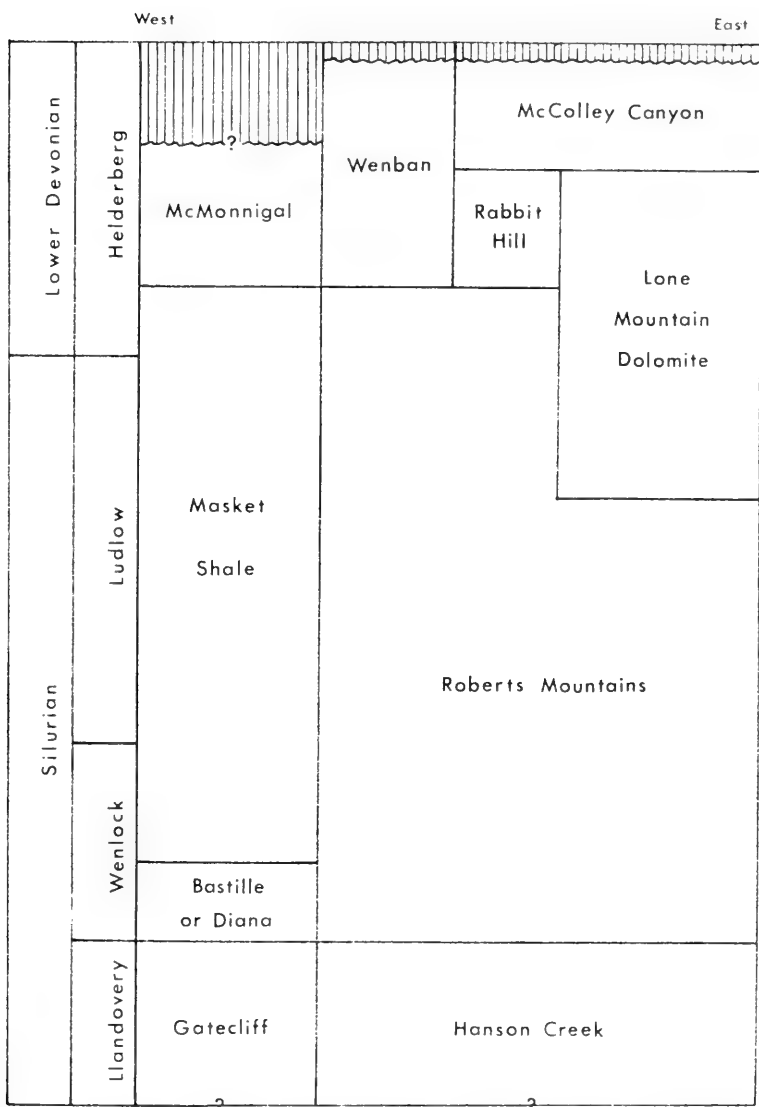 West
East
Lower Devonian
Helderberg
?
McMonnigal
Wenban
McColley Canyon
Rabbit
Hill
Lone
Mountain
Dolomite
Silurian
Ludlow
Masket
Shale
Roberts Mountains
Wenlock
Bastille
or Diana
Llandovery
Gatecliff
Hanson Creek
?
?